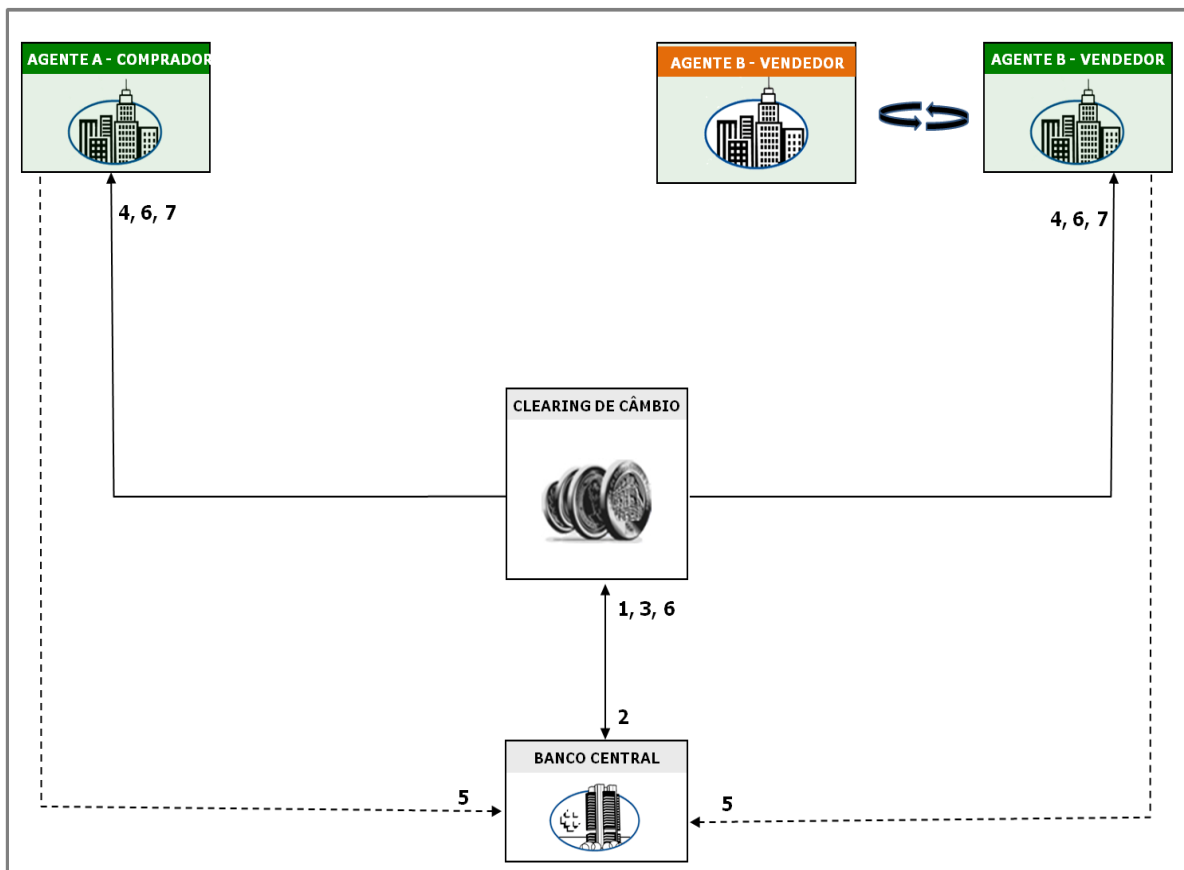 AGENTE A - COMPRADOR
AGENTE B - VENDEDOR
AGENTE B - VENDEDOR
4, 6, 7
4, 6, 7
CLEARING DE CÂMBIO
1, 3, 6
2
BANCO CENTRAL
5
5